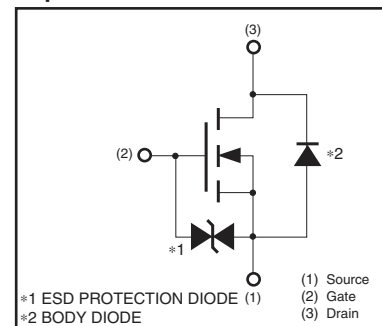 (3)
(2)
∗2
∗1
∗1 ESD PROTECTION DIODE (1)
∗2 BODY DIODE
(1) Source
(2) Gate
(3) Drain